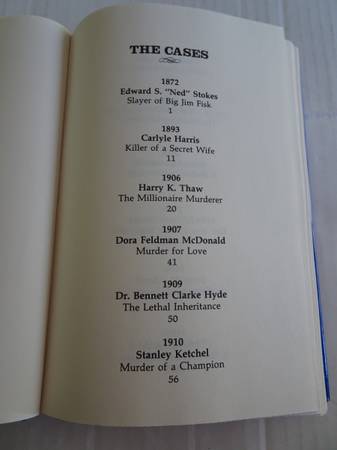 THE CASES
1872
Edward S. "Ned" Stokes
Slayer of Big Jim Fisk
1
1893
Carlyle Harris
Killer of a Secret Wife
11
1906
Harry K. Thaw
The Millionaire Murderer
20
1907
Dora Feldman McDonald
Murder for Love
41
1909
Dr. Bennett Clarke Hyde
The Lethal Inheritance
50
1910
Stanley Ketchel
Murder of a Champion
56